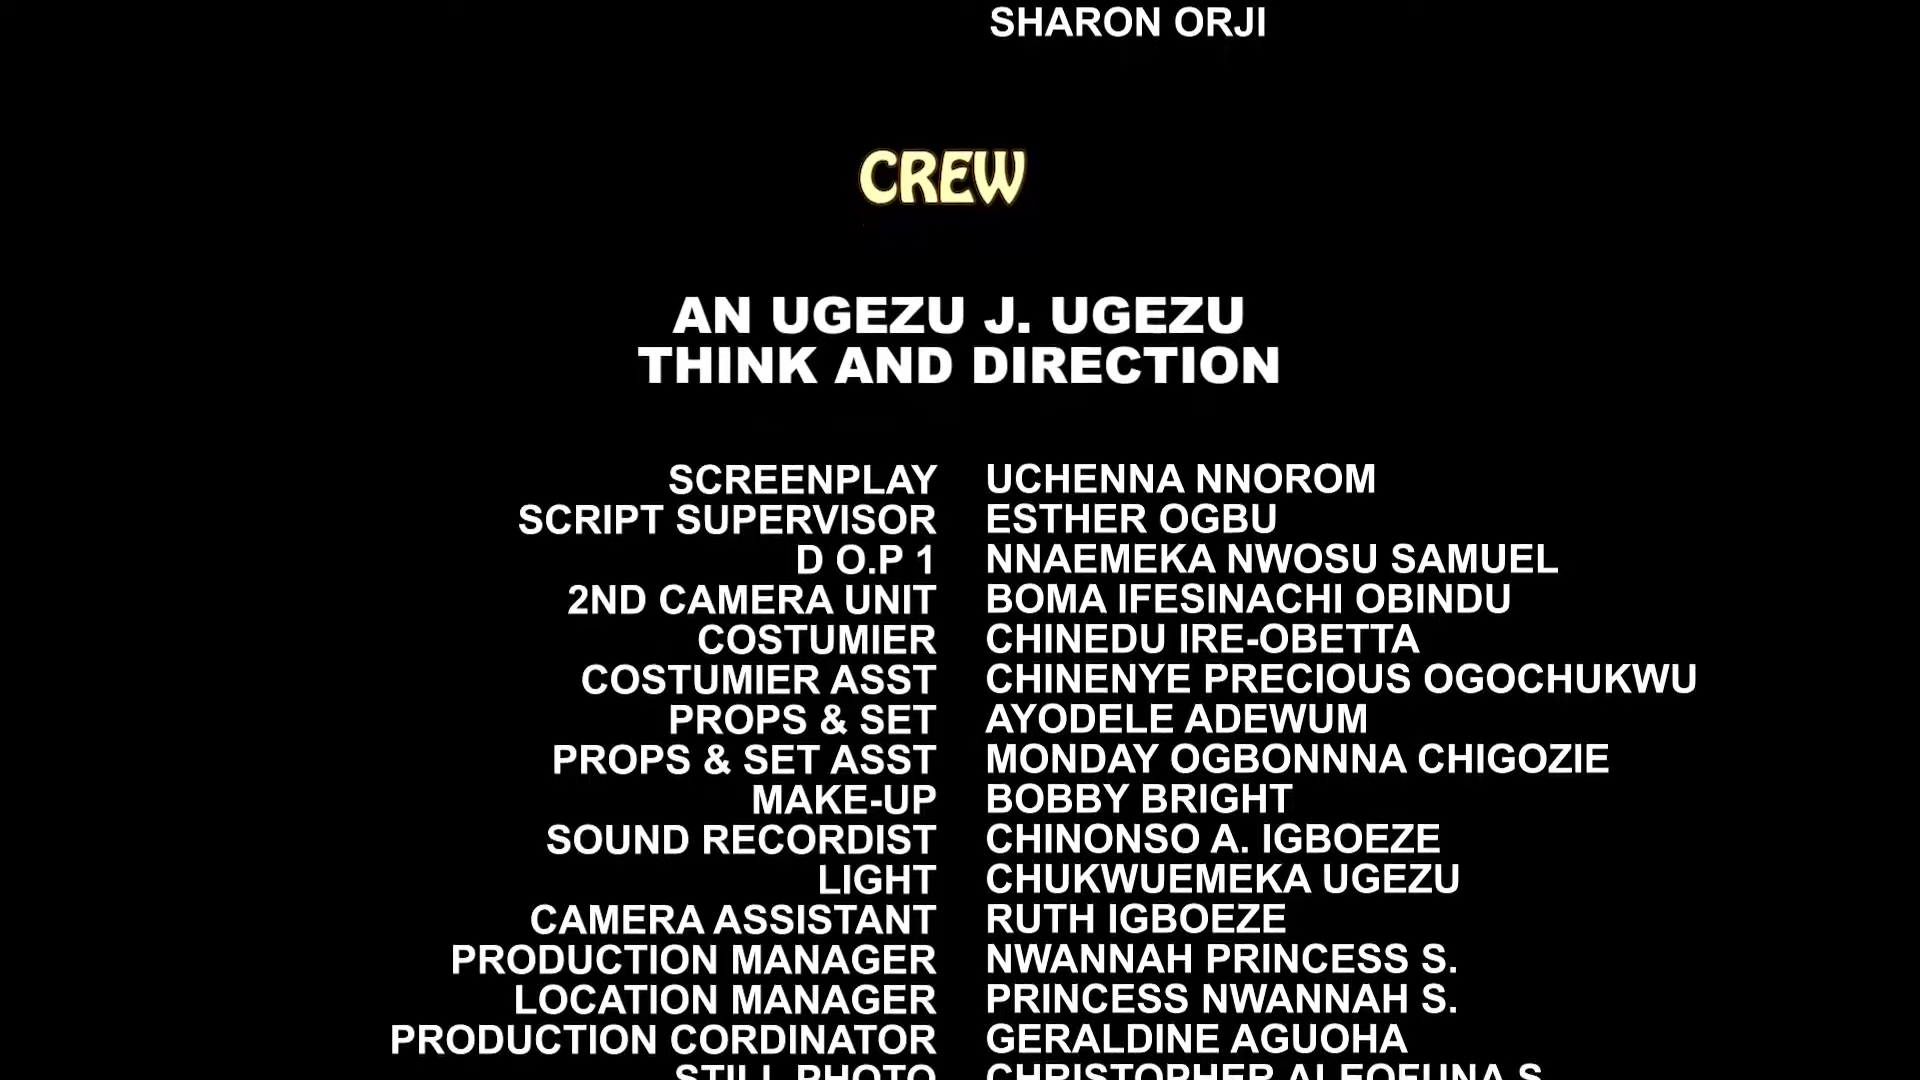 SHARON ORJI
CREW
AN UGEZU J. UGEZU
THINK AND DIRECTION
SCREENPLAY UCHENNA NNOROM
SCRIPT SUPERVISOR ESTHER OGBU
D O.P 1 NNAEMEKA NWOSU SAMUEL
2ND CAMERA UNIT BOMA IFESINACHI OBINDU
COSTUMIER CHINEDU IRE-OBETTA
COSTUMIER ASST CHINENYE PRECIOUS OGOCHUKWU
PROPS & SET AYODELE ADEWUM
PROPS & SET ASST MONDAY OGBONNNA CHIGOZIE
MAKE-UP BOBBY BRIGHT
SOUND RECORDIST CHINONSO A. IGBOEZE
LIGHT CHUKWUEMEKA UGEZU
CAMERA ASSISTANT RUTH IGBOEZE
PRODUCTION MANAGER NWANNAH PRINCESS S.
LOCATION MANAGER PRINCESS NWANNAH S.
PRODUCTION CORDINATOR GERALDINE AGUOHA
STILL PHOTO CHRISTOPHER